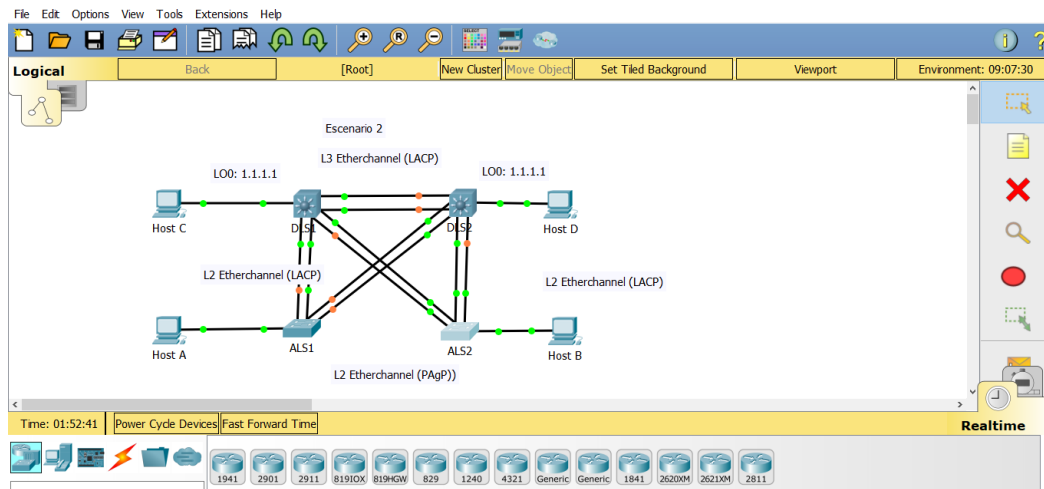 File Edit Options View Tools Extensions Help
Logical Back [Root] New Cluster Move Object Set Tiled Background Viewport Environment: 09:07:30
Escenario 2
L3 Etherchannel (LACP)
LO0: 1.1.1.1 LO0: 1.1.1.1
Host C DLS1 DLS2 Host D
L2 Etherchannel (LACP) L2 Etherchannel (LACP)
Host A ALS1 ALS2 Host B
L2 Etherchannel (PAgP))
Time: 01:52:41 Power Cycle Devices Fast Forward Time Realtime
1941 2901 2911 819IOX 819HGW 829 1240 4321 Generic Generic 1841 2620XM 2621XM 2811